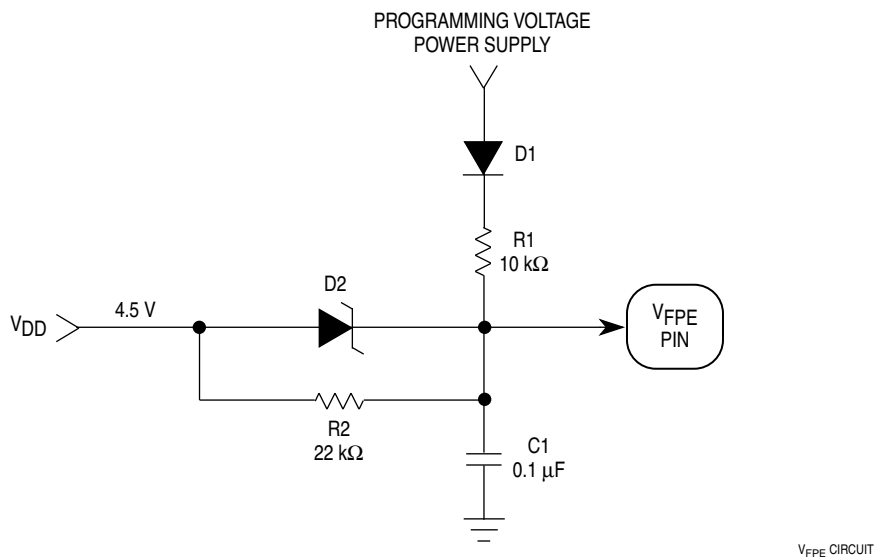 PROGRAMMING VOLTAGE
POWER SUPPLY
D1
R1
10 kΩ
D2
VDD
4.5 V
VFPE
PIN
R2
22 kΩ
C1
0.1 μF
VFPE CIRCUIT